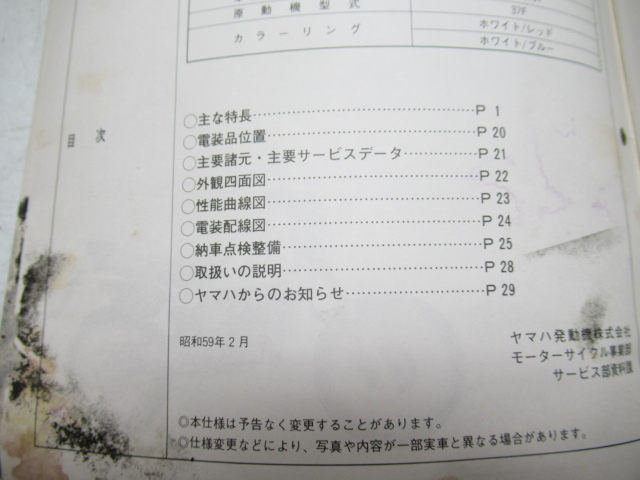 原動機型式 37F
カラーリング ホワイト/レッド
ホワイト/ブルー
目次
○主な特長……………………………P 1
○電装品位置…………………………P 20
○主要諸元・主要サービスデータ…………P 21
○外観四面図…………………………P 22
○性能曲線図…………………………P 23
○電装配線図…………………………P 24
○納車点検整備………………………P 25
○取扱いの説明………………………P 28
○ヤマハからのお知らせ………………P 29
昭和59年2月
ヤマハ発動機株式会社
モーターサイクル事業部
サービス部資料課
◎本仕様は予告なく変更することがあります。
◎仕様変更などにより、写真や内容が一部実車と異なる場合があります。